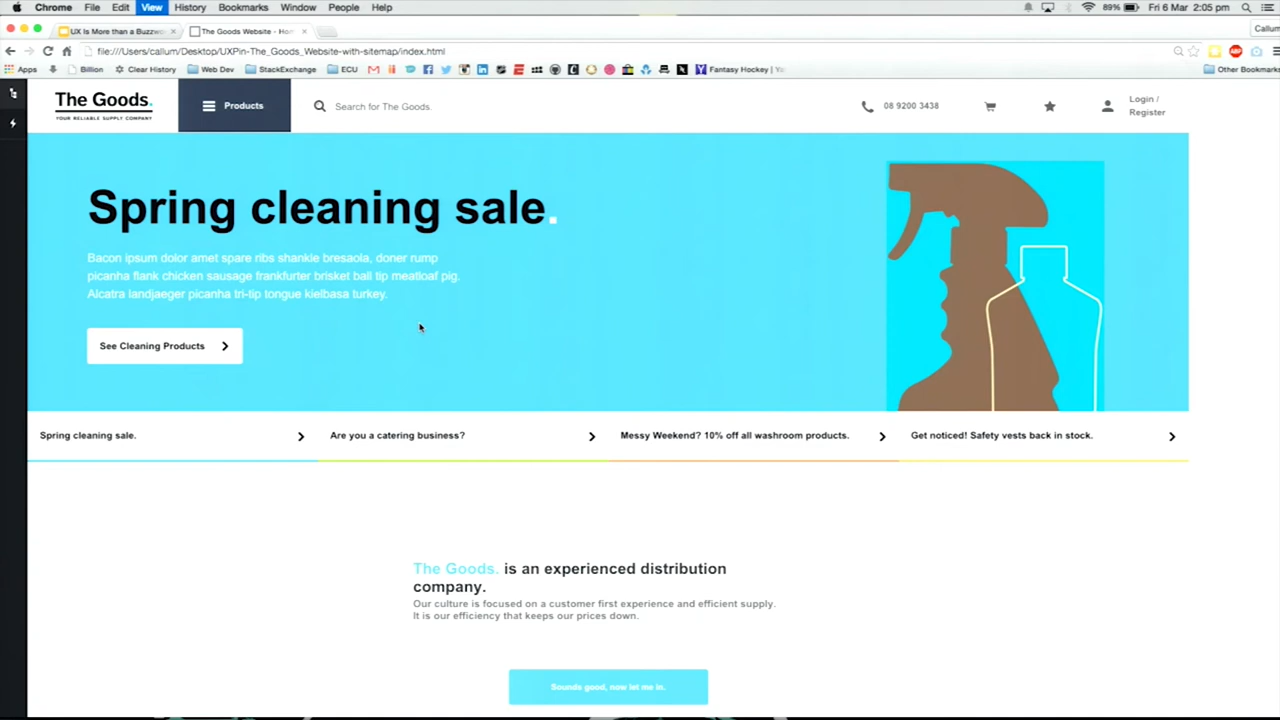 Chrome File Edit View History Bookmarks Window People Help 89% Fri 6 Mar 2:05 pm
UX Is More than a Buzzwo × The Goods Website - Hom × Callum
file:///Users/callum/Desktop/UXPin-The_Goods_Website-with-sitemap/index.html
Apps Billion Clear History Web Dev StackExchange ECU Fantasy Hockey | Other Bookmarks
The Goods.
YOUR RELIABLE SUPPLY COMPANY
Products
Search for The Goods.
08 9200 3438
Login /
Register
Spring cleaning sale.
Bacon ipsum dolor amet spare ribs shankle bresaola, doner rump
picanha flank chicken sausage frankfurter brisket ball tip meatloaf pig.
Alcatra landjaeger picanha tri-tip tongue kielbasa turkey.
See Cleaning Products
Spring cleaning sale.
Are you a catering business?
Messy Weekend? 10% off all washroom products.
Get noticed! Safety vests back in stock.
The Goods. is an experienced distribution
company.
Our culture is focused on a customer first experience and efficient supply.
It is our efficiency that keeps our prices down.
Sounds good, now let me in.